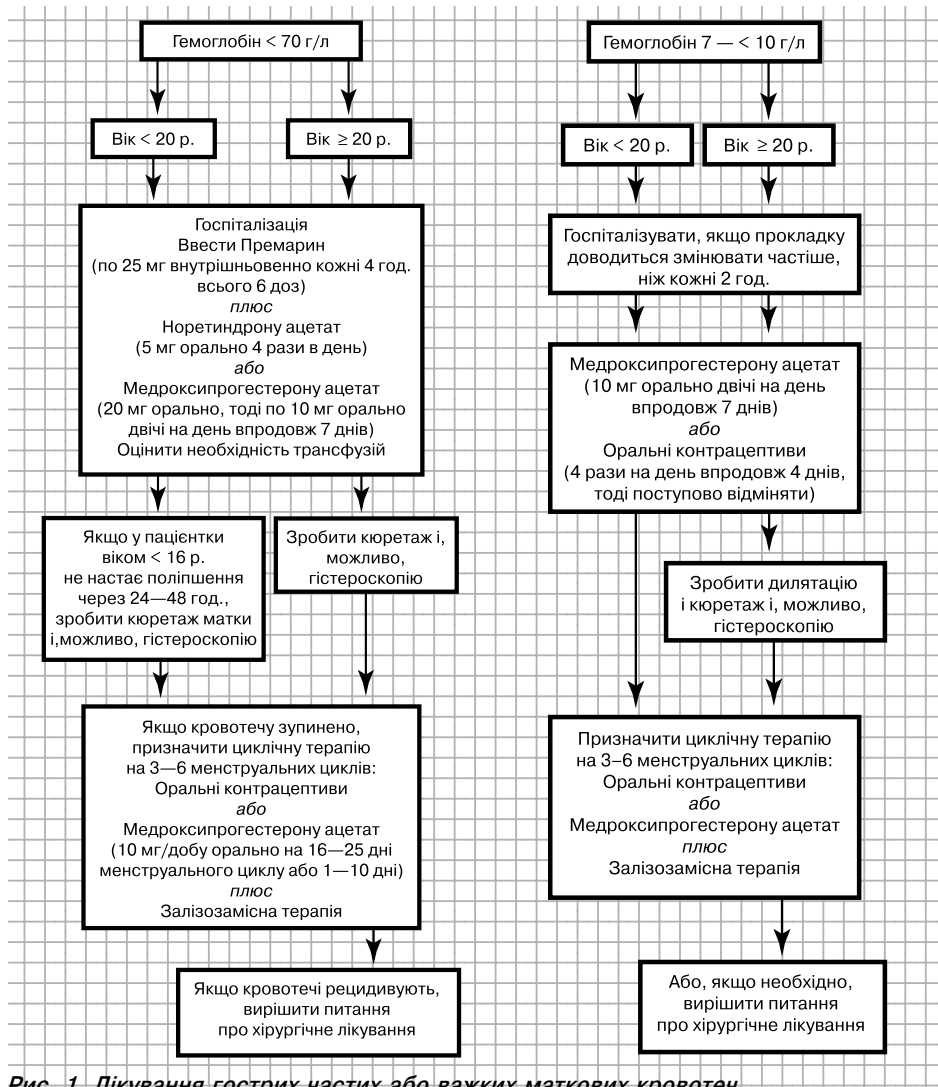 Гемоглобін < 70 г/л
Вік < 20 р.
Вік ≥ 20 р.
Госпіталізація
Ввести Премарин
(по 25 мг внутрішньовенно кожні 4 год.
всього 6 доз)
плюс
Норетиндрону ацетат
(5 мг орально 4 рази в день)
або
Медроксипрогестерону ацетат
(20 мг орально, тоді по 10 мг орально
двічі на день впродовж 7 днів)
Оцінити необхідність трансфузій
Якщо у пацієнтки
віком < 16 р.
не настає поліпшення
через 24—48 год.,
зробити кюретаж матки
і,можливо, гістероскопію
Зробити кюретаж і,
можливо,
гістероскопію
Якщо кровотечу зупинено,
призначити циклічну терапію
на 3—6 менструальних циклів:
Оральні контрацептиви
або
Медроксипрогестерону ацетат
(10 мг/добу орально на 16—25 дні
менструального циклу або 1—10 дні)
плюс
Залізозамісна терапія
Якщо кровотечі рецидивують,
вирішити питання
про хірургічне лікування
Гемоглобін 7 — < 10 г/л
Вік < 20 р.
Вік ≥ 20 р.
Госпіталізувати, якщо прокладку
доводиться змінювати частіше,
ніж кожні 2 год.
Медроксипрогестерону ацетат
(10 мг орально двічі на день
впродовж 7 днів)
або
Оральні контрацептиви
(4 рази на день впродовж 4 днів,
тоді поступово відміняти)
Зробити дилятацію
і кюретаж і, можливо,
гістероскопію
Призначити циклічну терапію
на 3–6 менструальних циклів:
Оральні контрацептиви
або
Медроксипрогестерону ацетат
плюс
Залізозамісна терапія
Або, якщо необхідно,
вирішити питання
про хірургічне лікування
Рис. 1. Лікування гострих частих або важких маткових кровотеч